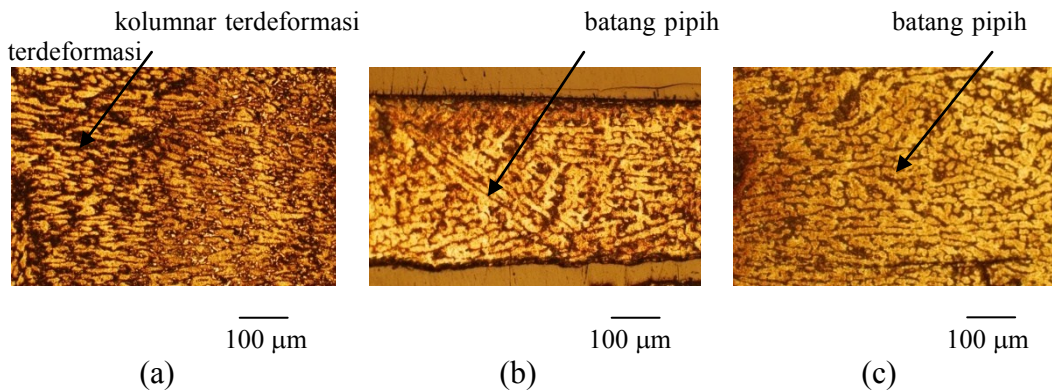 kolumnar terdeformasi
terdeformasi
batang pipih
batang pipih
100 μm
100 μm
100 μm
(a)
(b)
(c)